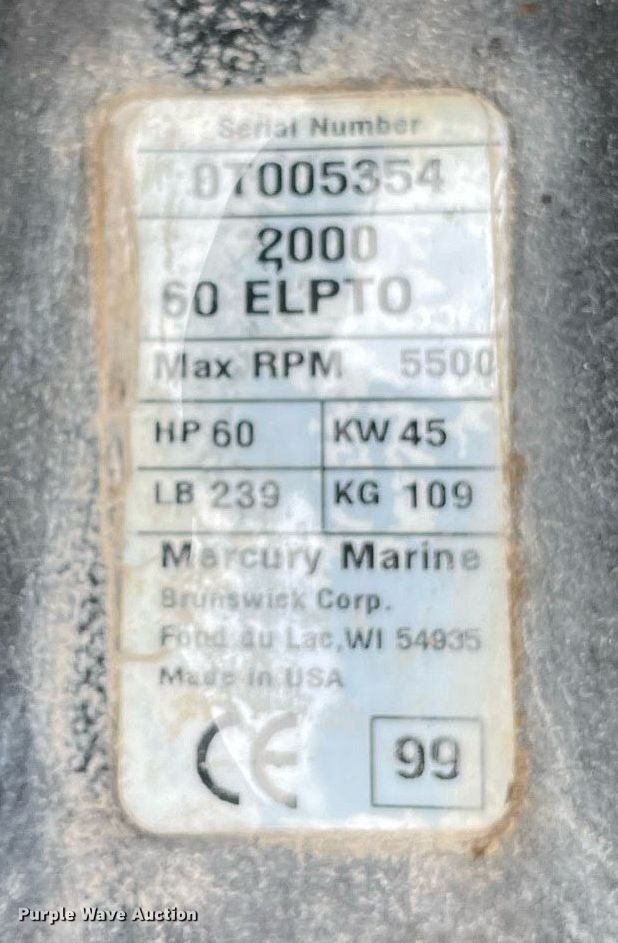 Serial Number
0T005354
2000
60 ELPTO
Max RPM 5500
HP 60 KW 45
LB 239 KG 109
Mercury Marine
Brunswick Corp.
Fond du Lac, WI 54935
Made in USA
CE 99
Purple Wave Auction